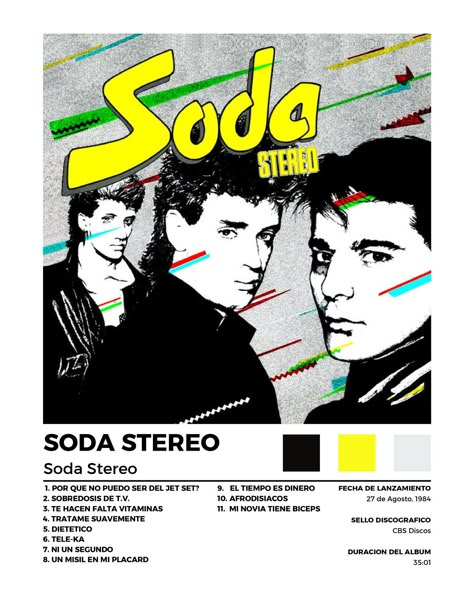 Soda
STEREO
SODA STEREO
Soda Stereo
1. POR QUE NO PUEDO SER DEL JET SET?
2. SOBREDOSIS DE T.V.
3. TE HACEN FALTA VITAMINAS
4. TRATAME SUAVEMENTE
5. DIETETICO
6. TELE-KA
7. NI UN SEGUNDO
8. UN MISIL EN MI PLACARD
9. EL TIEMPO ES DINERO
10. AFRODISIACOS
11. MI NOVIA TIENE BICEPS
FECHA DE LANZAMIENTO
27 de Agosto, 1984
SELLO DISCOGRAFICO
CBS Discos
DURACION DEL ALBUM
35:01